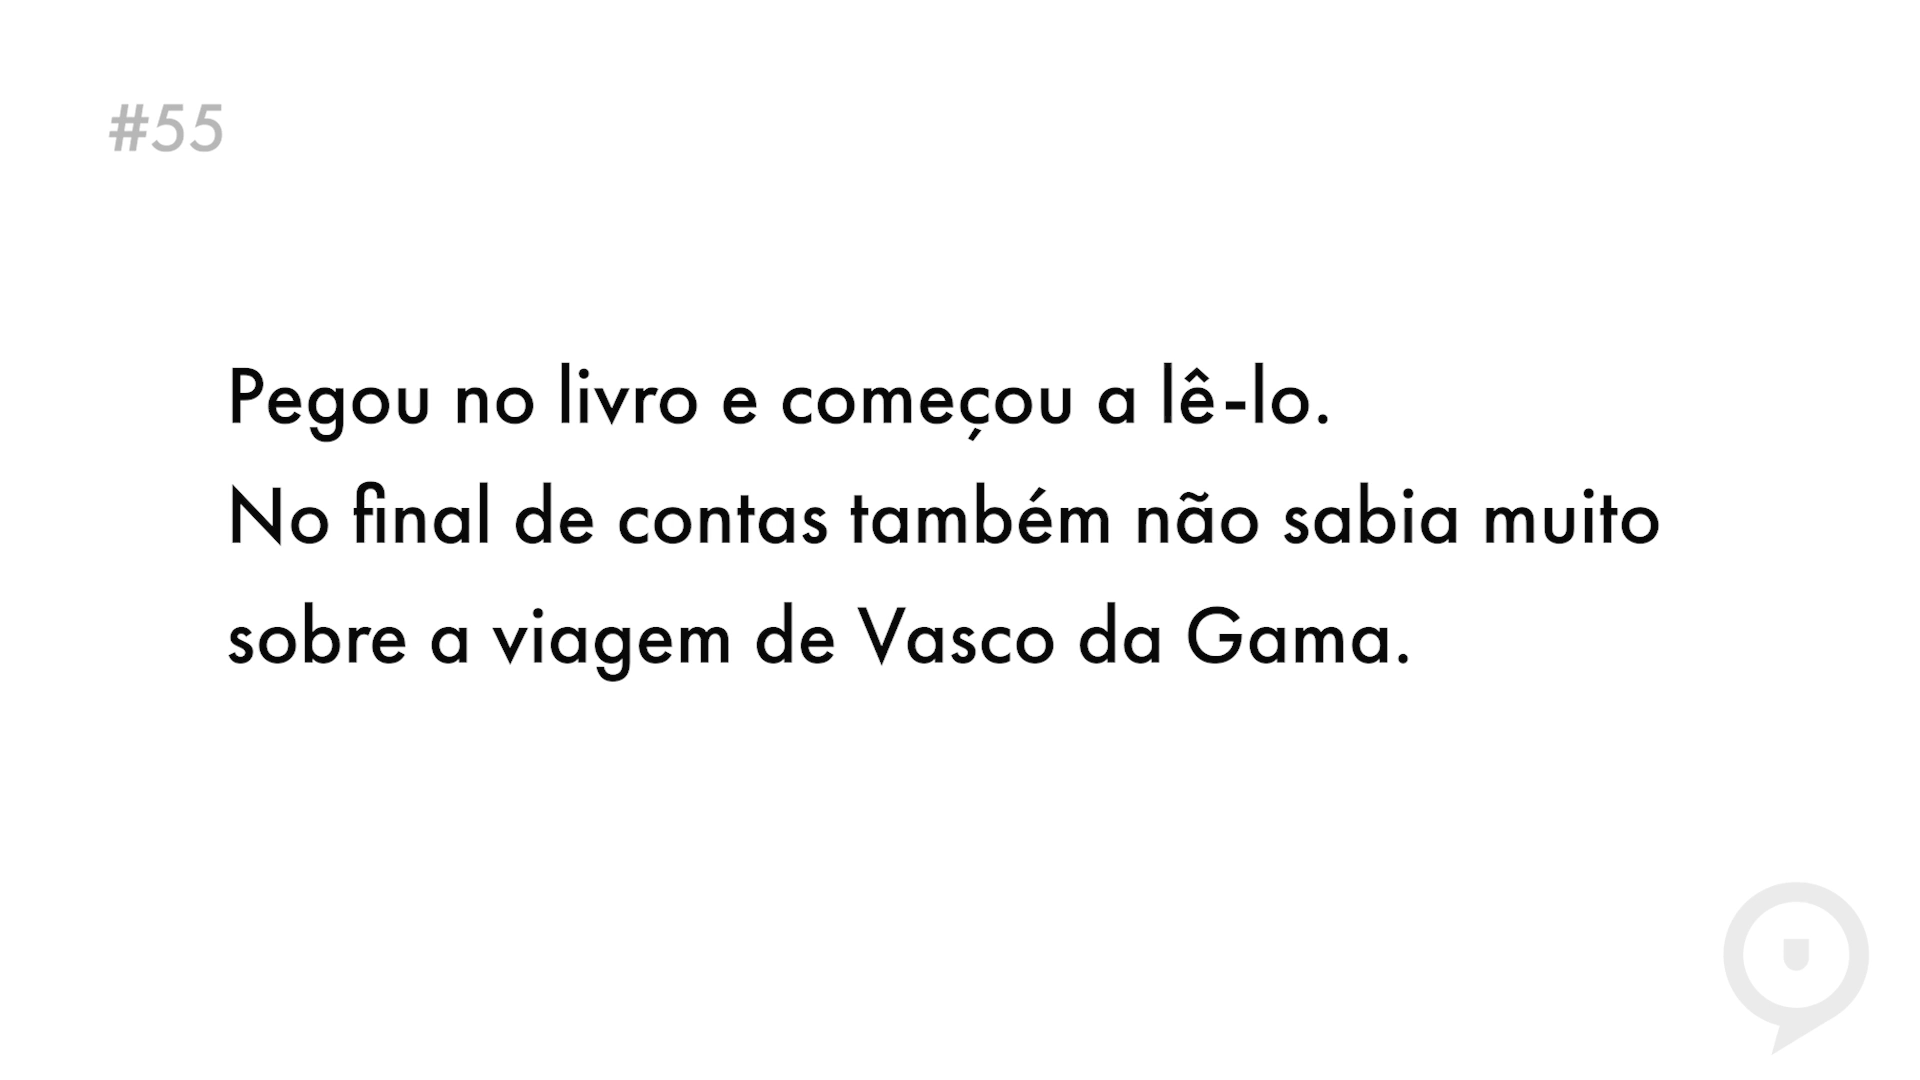 #55
Pegou no livro e começou a lê-lo.
No final de contas também não sabia muito
sobre a viagem de Vasco da Gama.